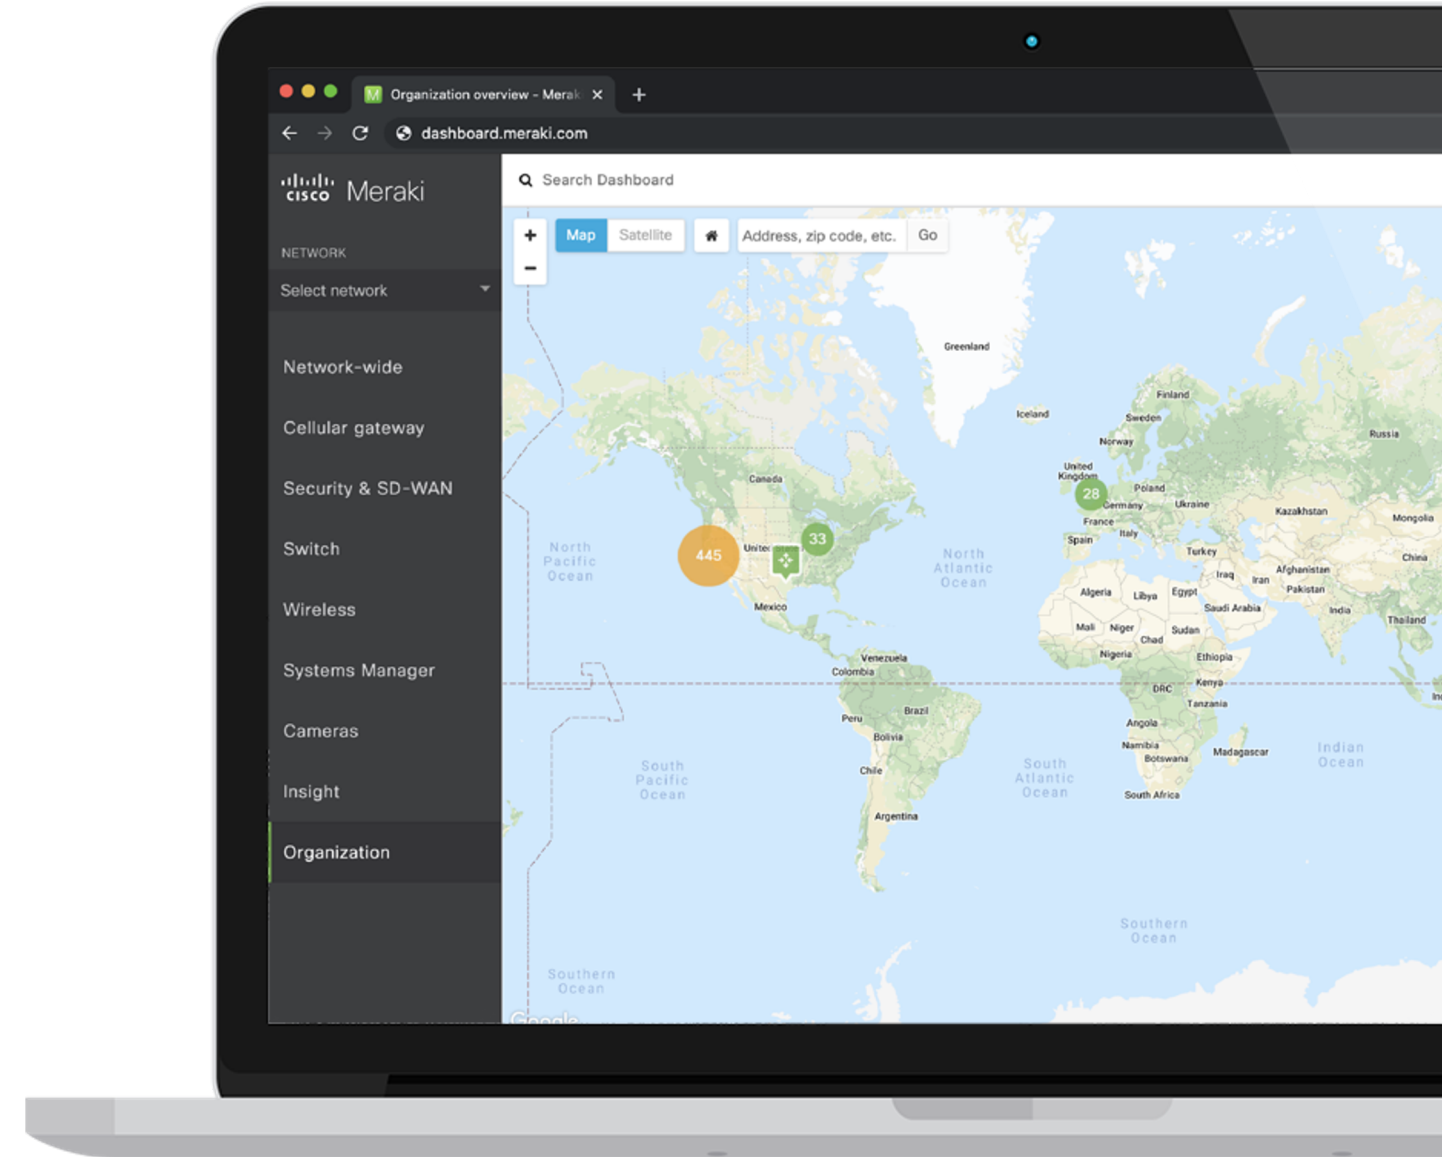 Organization overview - Merak
dashboard.meraki.com
CISCO Meraki
Search Dashboard
NETWORK
Select network
Network-wide
Cellular gateway
Security & SD-WAN
Switch
Wireless
Systems Manager
Cameras
Insight
Organization
+
Map
Satellite
Address, zip code, etc.
Go
−
Greenland
Iceland
Finland
Sweden
Norway
Russia
United
Kingdom
28
Poland
Germany
Ukraine
France
Spain
Italy
Turkey
Kazakhstan
Mongolia
China
Canada
445
United
33
Mexico
North
Pacific
Ocean
North
Atlantic
Ocean
Iraq
Iran
Afghanistan
Pakistan
India
Thailand
Algeria
Libya
Egypt
Saudi Arabia
Mali
Niger
Chad
Sudan
Nigeria
Ethiopia
Venezuela
Colombia
DRC
Kenya
Tanzania
Peru
Brazil
Bolivia
Angola
Namibia
Botswana
Madagascar
Indian
Ocean
South
Pacific
Ocean
Chile
South
Atlantic
Ocean
South Africa
Argentina
Southern
Ocean
Southern
Ocean
Google